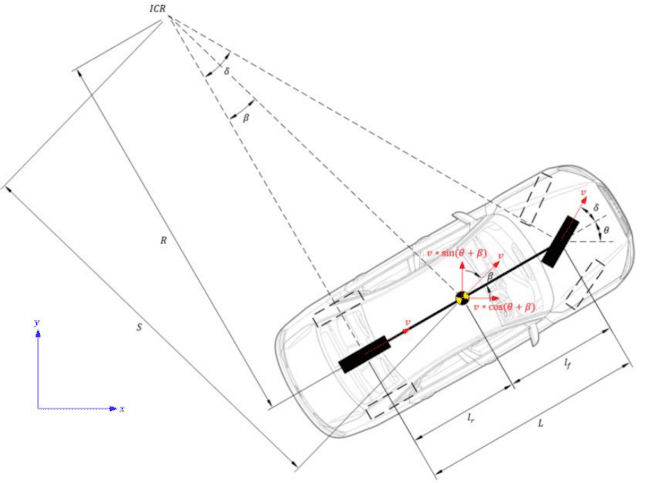 ICR
δ
β
v
δ
θ
R
v * sin(θ + β)
v
β
v * cos(θ + β)
y
S
v
x
l_f
l_r
L